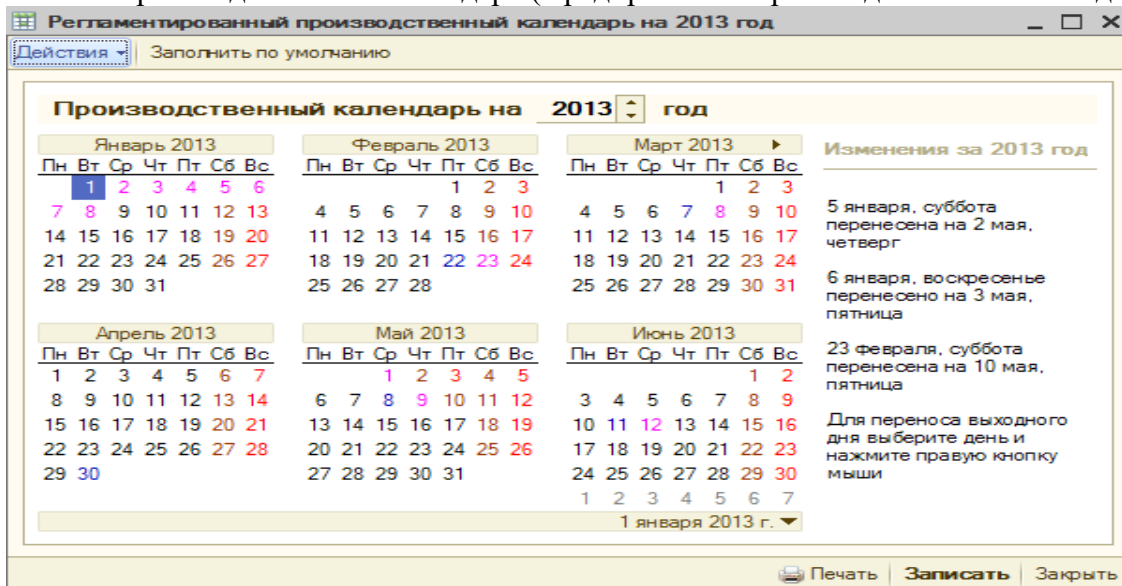 Регламентированный производственный календарь на 2013 год
Действия Заполнить по умолчанию
Производственный календарь на 2013 год
Январь 2013
Пн Вт Ср Чт Пт Сб Вс
1 2 3 4 5 6
7 8 9 10 11 12 13
14 15 16 17 18 19 20
21 22 23 24 25 26 27
28 29 30 31
Февраль 2013
Пн Вт Ср Чт Пт Сб Вс
1 2 3
4 5 6 7 8 9 10
11 12 13 14 15 16 17
18 19 20 21 22 23 24
25 26 27 28
Март 2013
Пн Вт Ср Чт Пт Сб Вс
1 2 3
4 5 6 7 8 9 10
11 12 13 14 15 16 17
18 19 20 21 22 23 24
25 26 27 28 29 30 31
Апрель 2013
Пн Вт Ср Чт Пт Сб Вс
1 2 3 4 5 6 7
8 9 10 11 12 13 14
15 16 17 18 19 20 21
22 23 24 25 26 27 28
29 30
Май 2013
Пн Вт Ср Чт Пт Сб Вс
1 2 3 4 5
6 7 8 9 10 11 12
13 14 15 16 17 18 19
20 21 22 23 24 25 26
27 28 29 30 31
Июнь 2013
Пн Вт Ср Чт Пт Сб Вс
1 2
3 4 5 6 7 8 9
10 11 12 13 14 15 16
17 18 19 20 21 22 23
24 25 26 27 28 29 30
1 2 3 4 5 6 7
1 января 2013 г.
Изменения за 2013 год
5 января, суббота
перенесена на 2 мая,
четверг
6 января, воскресенье
перенесено на 3 мая,
пятница
23 февраля, суббота
перенесена на 10 мая,
пятница
Для переноса выходного
дня выберите день и
нажмите правую кнопку
мыши
Печать Записать Закрыть